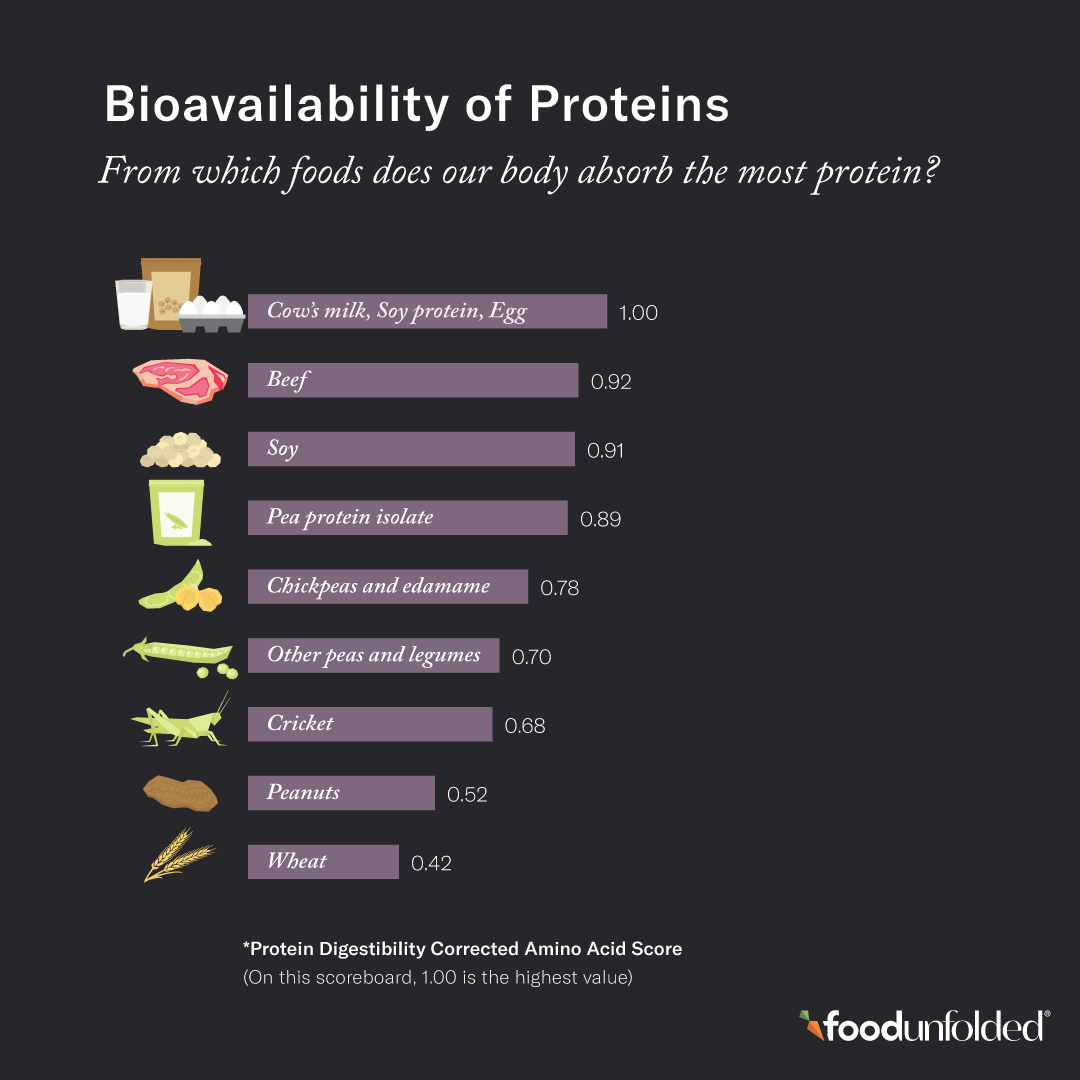 Bioavailability of Proteins
From which foods does our body absorb the most protein?
Cow's milk, Soy protein, Egg 1.00
Beef 0.92
Soy 0.91
Pea protein isolate 0.89
Chickpeas and edamame 0.78
Other peas and legumes 0.70
Cricket 0.68
Peanuts 0.52
Wheat 0.42
*Protein Digestibility Corrected Amino Acid Score
(On this scoreboard, 1.00 is the highest value)
foodunfolded®